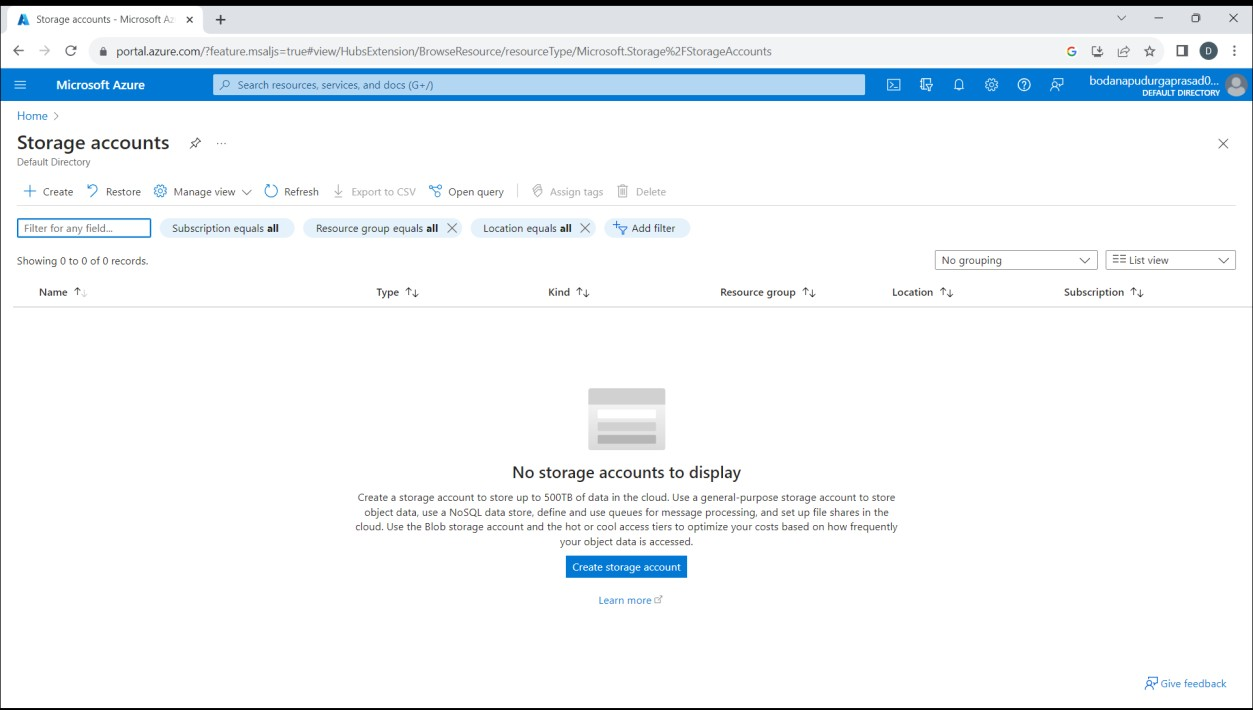 Storage accounts - Microsoft Az
portal.azure.com/?feature.msaljs=true#view/HubsExtension/BrowseResource/resourceType/Microsoft.Storage%2FStorageAccounts
G
D
Microsoft Azure
Search resources, services, and docs (G+/)
bodanapudurgaprasad0...
DEFAULT DIRECTORY
Home >
Storage accounts
Default Directory
Create Restore Manage view Refresh Export to CSV Open query Assign tags Delete
Filter for any field... Subscription equals all Resource group equals all Location equals all Add filter
Showing 0 to 0 of 0 records.
No grouping List view
Name Type Kind Resource group Location Subscription
No storage accounts to display
Create a storage account to store up to 500TB of data in the cloud. Use a general-purpose storage account to store
object data, use a NoSQL data store, define and use queues for message processing, and set up file shares in the
cloud. Use the Blob storage account and the hot or cool access tiers to optimize your costs based on how frequently
your object data is accessed.
Create storage account
Learn more
Give feedback